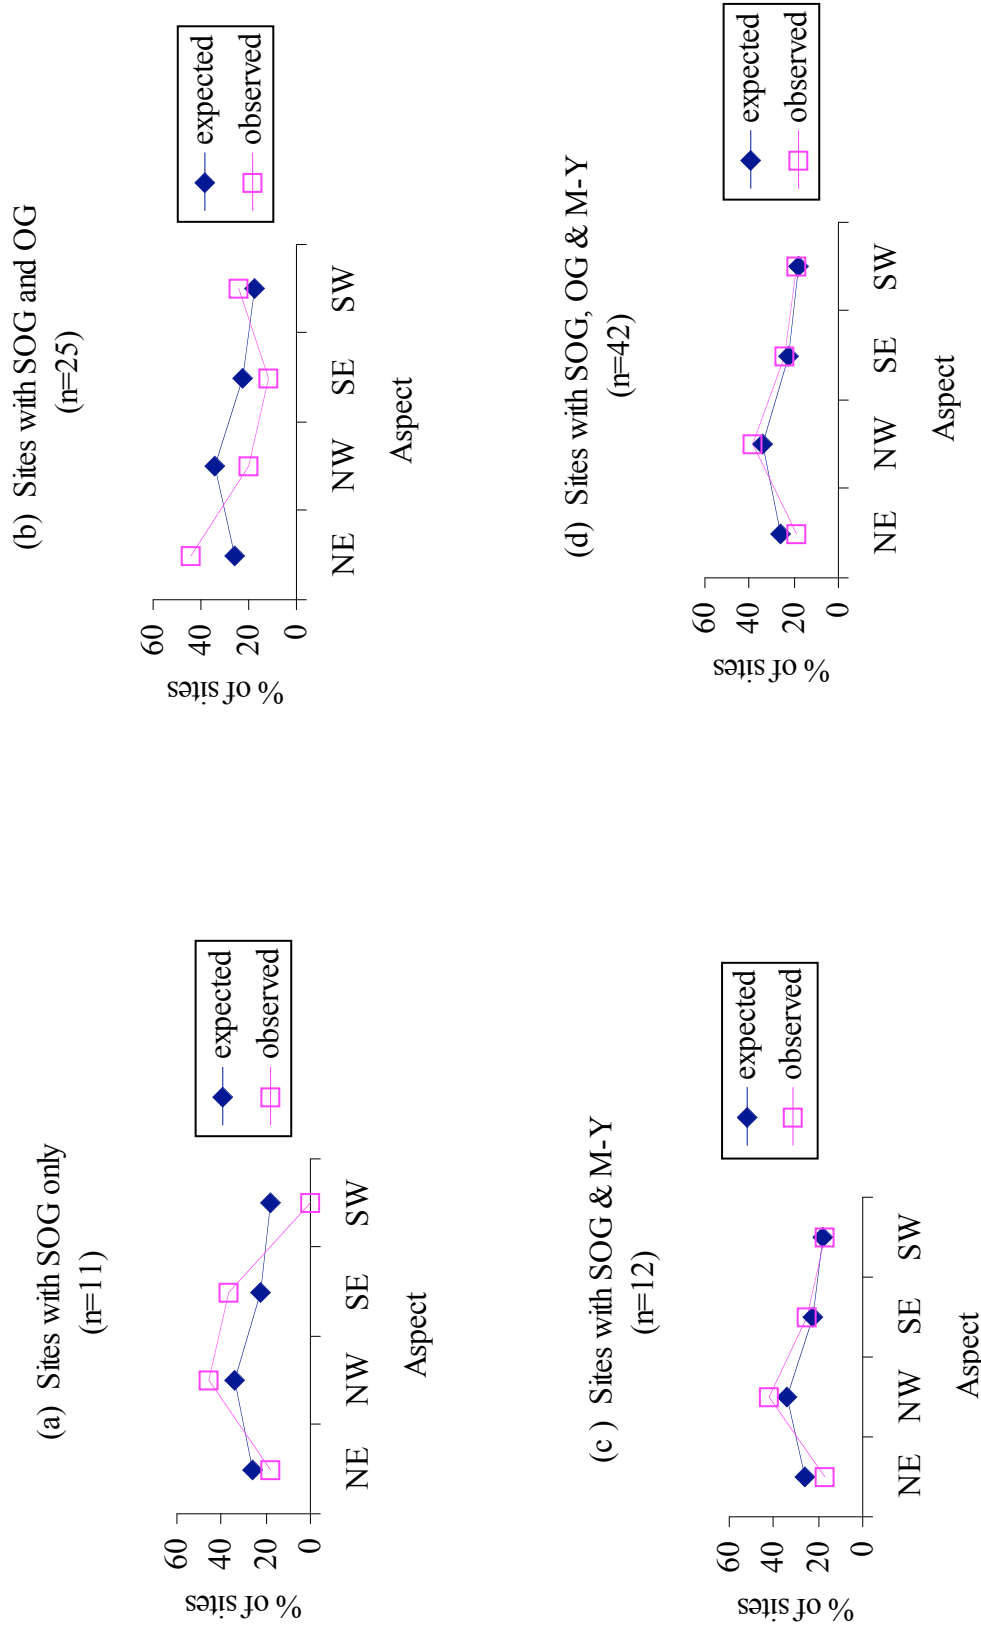 (a) Sites with SOG only
(n=11)
% of sites
60
40
20
0
NE NW SE SW
Aspect
expected
observed
(b) Sites with SOG and OG
(n=25)
% of sites
60
40
20
0
NE NW SE SW
Aspect
expected
observed
(c ) Sites with SOG & M-Y
(n=12)
% of sites
60
40
20
0
NE NW SE SW
Aspect
expected
observed
(d) Sites with SOG, OG & M-Y
(n=42)
% of sites
60
40
20
0
NE NW SE SW
Aspect
expected
observed